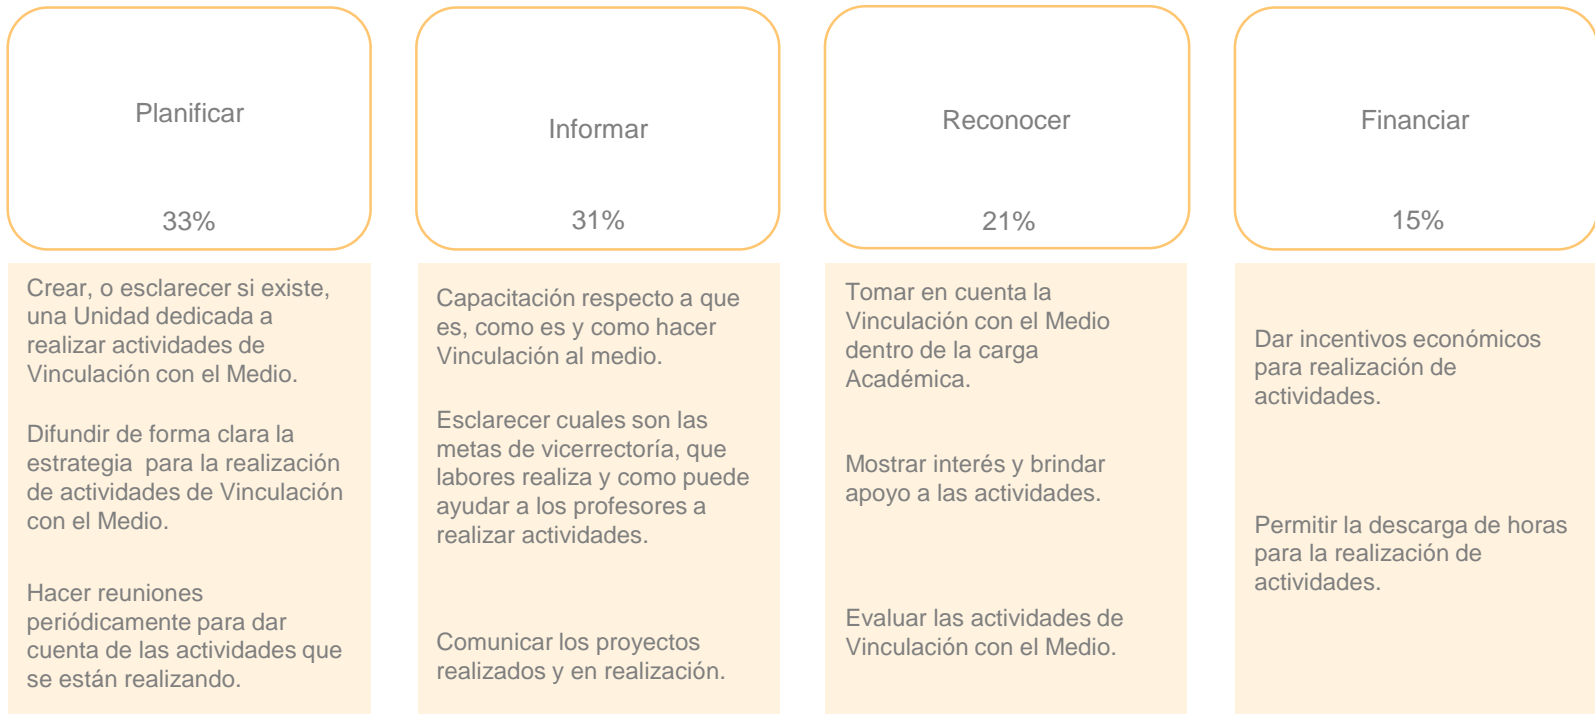 Planificar
33%
Crear, o esclarecer si existe,
una Unidad dedicada a
realizar actividades de
Vinculación con el Medio.
Difundir de forma clara la
estrategia  para la realización
de actividades de Vinculación
con el Medio.
Hacer reuniones
periódicamente para dar
cuenta de las actividades que
se están realizando.
Informar
31%
Capacitación respecto a que
es, como es y como hacer
Vinculación al medio.
Esclarecer cuales son las
metas de vicerrectoría, que
labores realiza y como puede
ayudar a los profesores a
realizar actividades.
Comunicar los proyectos
realizados y en realización.
Reconocer
21%
Tomar en cuenta la
Vinculación con el Medio
dentro de la carga
Académica.
Mostrar interés y brindar
apoyo a las actividades.
Evaluar las actividades de
Vinculación con el Medio.
Financiar
15%
Dar incentivos económicos
para realización de
actividades.
Permitir la descarga de horas
para la realización de
actividades.